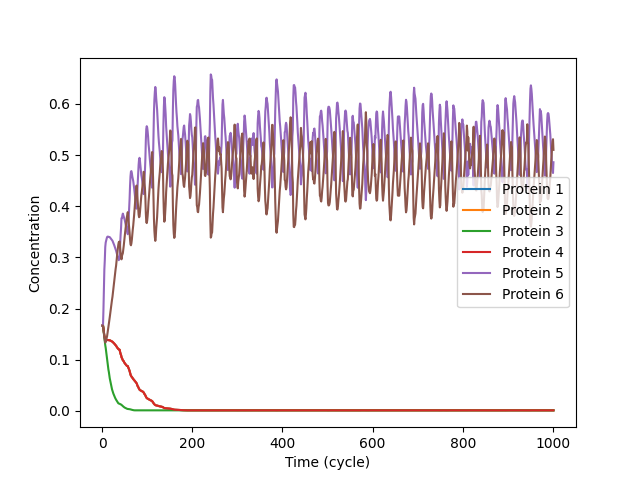 0.6
0.5
0.4
0.3
0.2
0.1
0.0
Concentration
0
200
400
600
800
1000
Time (cycle)
Protein 1
Protein 2
Protein 3
Protein 4
Protein 5
Protein 6